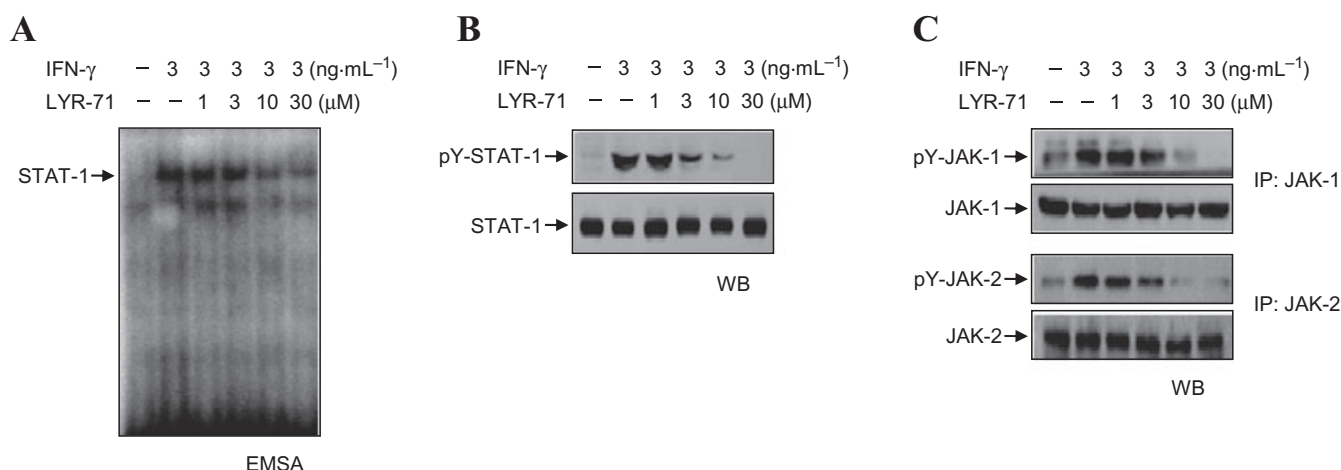 A
IFN-γ – 3 3 3 3 3 (ng·mL⁻¹)
LYR-71 – – 1 3 10 30 (μM)
STAT-1
EMSA
B
IFN-γ – 3 3 3 3 3 (ng·mL⁻¹)
LYR-71 – – 1 3 10 30 (μM)
pY-STAT-1
STAT-1
WB
C
IFN-γ – 3 3 3 3 3 (ng·mL⁻¹)
LYR-71 – – 1 3 10 30 (μM)
pY-JAK-1
IP: JAK-1
JAK-1
pY-JAK-2
IP: JAK-2
JAK-2
WB